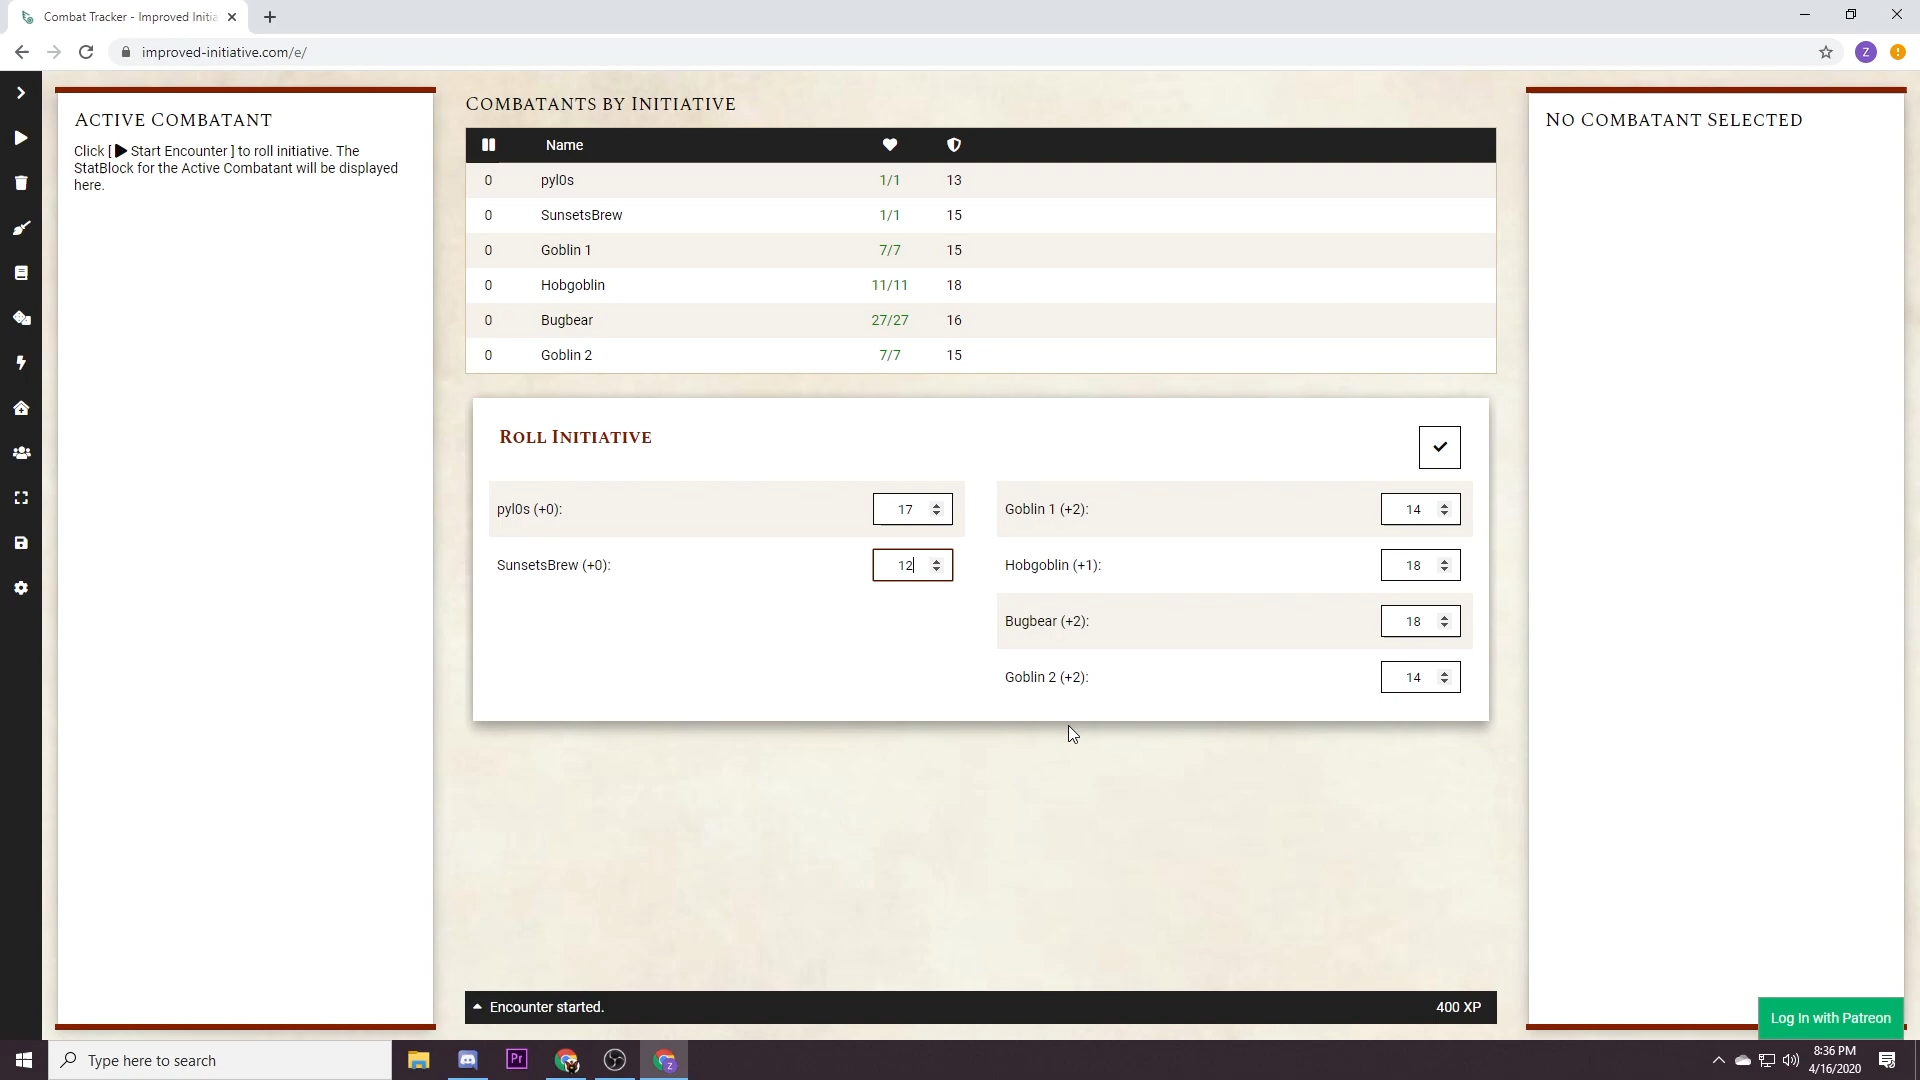 Combat Tracker - Improved Initia
improved-initiative.com/e/
Z
ACTIVE COMBATANT
Click [ Start Encounter ] to roll initiative. The
StatBlock for the Active Combatant will be displayed
here.
COMBATANTS BY INITIATIVE
Name
0 pyl0s 1/1 13
0 SunsetsBrew 1/1 15
0 Goblin 1 7/7 15
0 Hobgoblin 11/11 18
0 Bugbear 27/27 16
0 Goblin 2 7/7 15
NO COMBATANT SELECTED
ROLL INITIATIVE
pyl0s (+0): 17
SunsetsBrew (+0): 12
Goblin 1 (+2): 14
Hobgoblin (+1): 18
Bugbear (+2): 18
Goblin 2 (+2): 14
Encounter started. 400 XP
Log In with Patreon
Type here to search
Pr
8:36 PM
4/16/2020